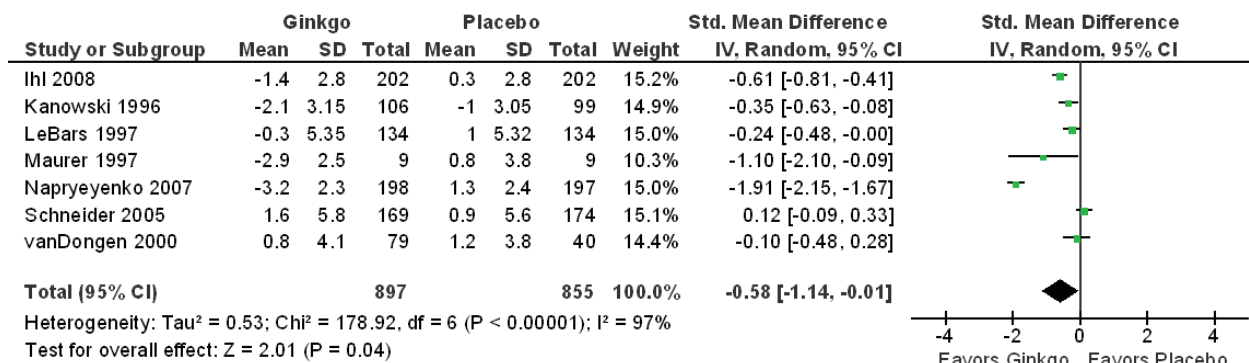 Ginkgo Placebo Std. Mean Difference Std. Mean Difference
Study or Subgroup Mean SD Total Mean SD Total Weight IV, Random, 95% CI IV, Random, 95% CI
Ihl 2008 -1.4 2.8 202 0.3 2.8 202 15.2% -0.61 [-0.81, -0.41]
Kanowski 1996 -2.1 3.15 106 -1 3.05 99 14.9% -0.35 [-0.63, -0.08]
LeBars 1997 -0.3 5.35 134 1 5.32 134 15.0% -0.24 [-0.48, -0.00]
Maurer 1997 -2.9 2.5 9 0.8 3.8 9 10.3% -1.10 [-2.10, -0.09]
Napryeyenko 2007 -3.2 2.3 198 1.3 2.4 197 15.0% -1.91 [-2.15, -1.67]
Schneider 2005 1.6 5.8 169 0.9 5.6 174 15.1% 0.12 [-0.09, 0.33]
vanDongen 2000 0.8 4.1 79 1.2 3.8 40 14.4% -0.10 [-0.48, 0.28]
Total (95% CI) 897 855 100.0% -0.58 [-1.14, -0.01]
Heterogeneity: Tau² = 0.53; Chi² = 178.92, df = 6 (P < 0.00001); I² = 97%
Test for overall effect: Z = 2.01 (P = 0.04)
-4 -2 0 2 4
Favors Ginkgo Favors Placebo